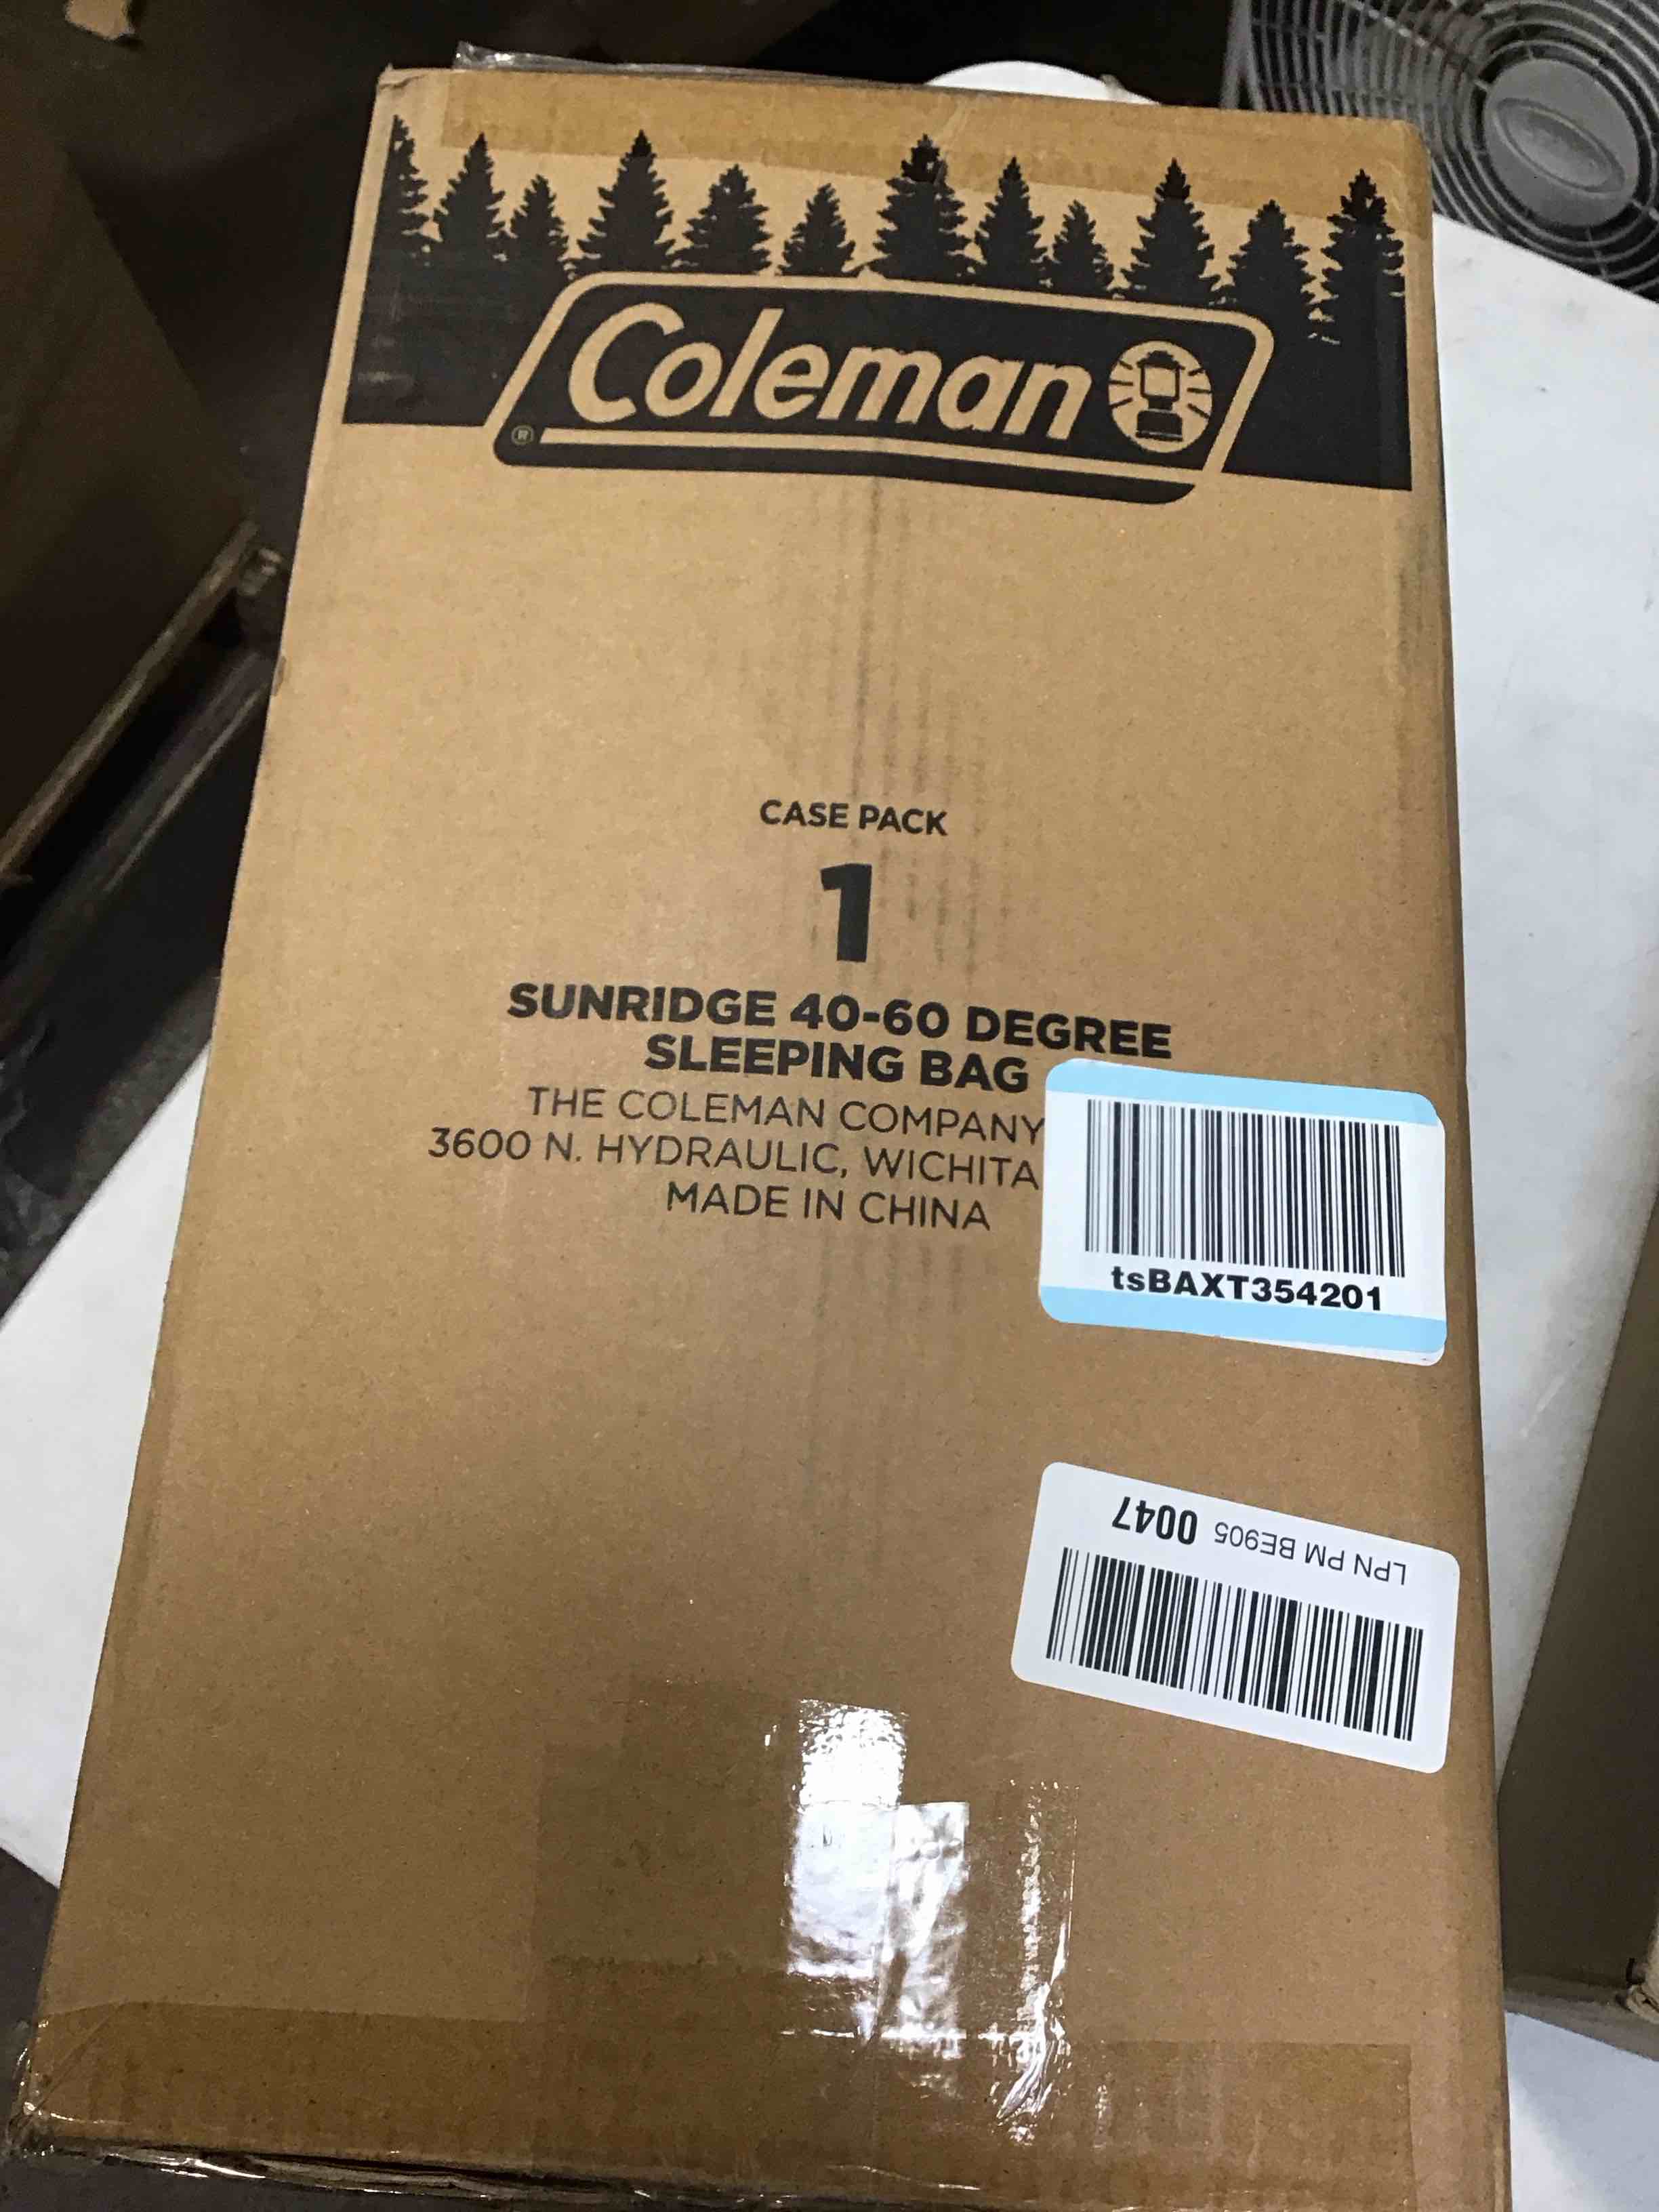 Coleman
®
CASE PACK
1
SUNRIDGE 40-60 DEGREE
SLEEPING BAG
THE COLEMAN COMPANY
3600 N. HYDRAULIC, WICHITA
MADE IN CHINA
tsBAXT354201
LPN PM BE905 0047